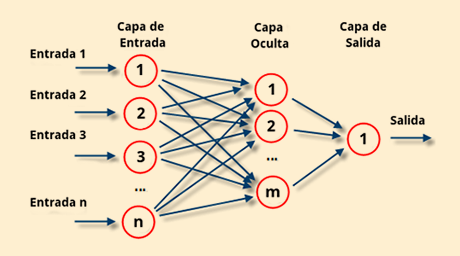 Capa de
Entrada
Capa
Oculta
Capa de
Salida
Entrada 1
1
Entrada 2
2
Entrada 3
3
...
Entrada n
n
1
2
...
m
1
Salida